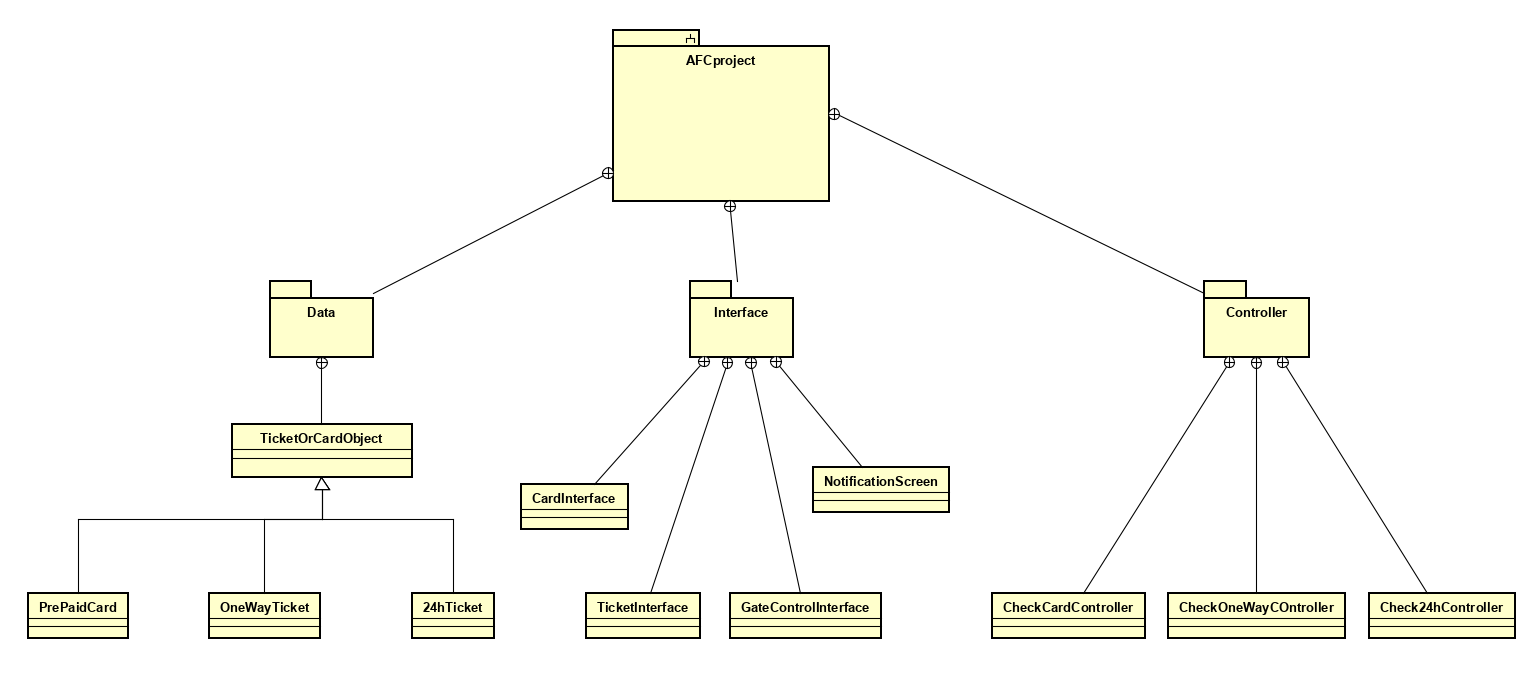 AFCproject
Data
Interface
Controller
TicketOrCardObject
NotificationScreen
CardInterface
PrePaidCard
OneWayTicket
24hTicket
TicketInterface
GateControlInterface
CheckCardController
CheckOneWayCOntroller
Check24hController